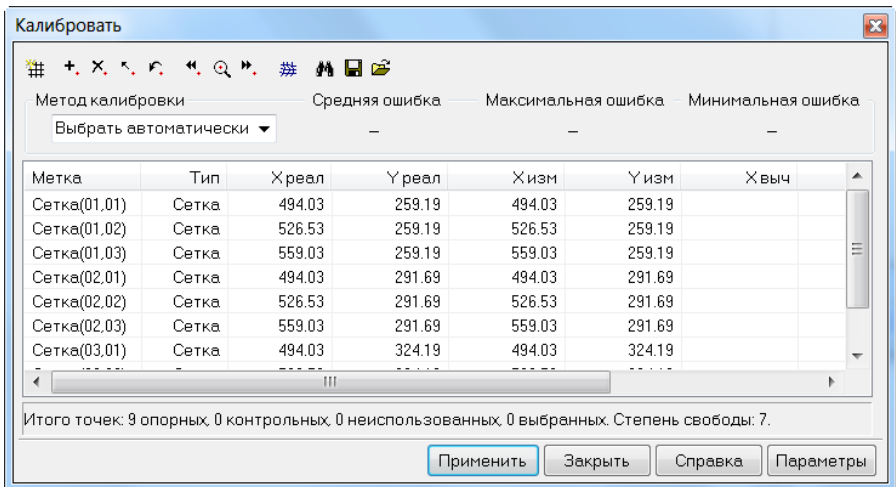 Калибровать
Метод калибровки Средняя ошибка Максимальная ошибка Минимальная ошибка
Выбрать автоматически – – –
Метка Тип X реал Y реал X изм Y изм X выч
Сетка(01,01) Сетка 494.03 259.19 494.03 259.19
Сетка(01,02) Сетка 526.53 259.19 526.53 259.19
Сетка(01,03) Сетка 559.03 259.19 559.03 259.19
Сетка(02,01) Сетка 494.03 291.69 494.03 291.69
Сетка(02,02) Сетка 526.53 291.69 526.53 291.69
Сетка(02,03) Сетка 559.03 291.69 559.03 291.69
Сетка(03,01) Сетка 494.03 324.19 494.03 324.19
Итого точек: 9 опорных, 0 контрольных, 0 неиспользованных, 0 выбранных. Степень свободы: 7.
Применить Закрыть Справка Параметры